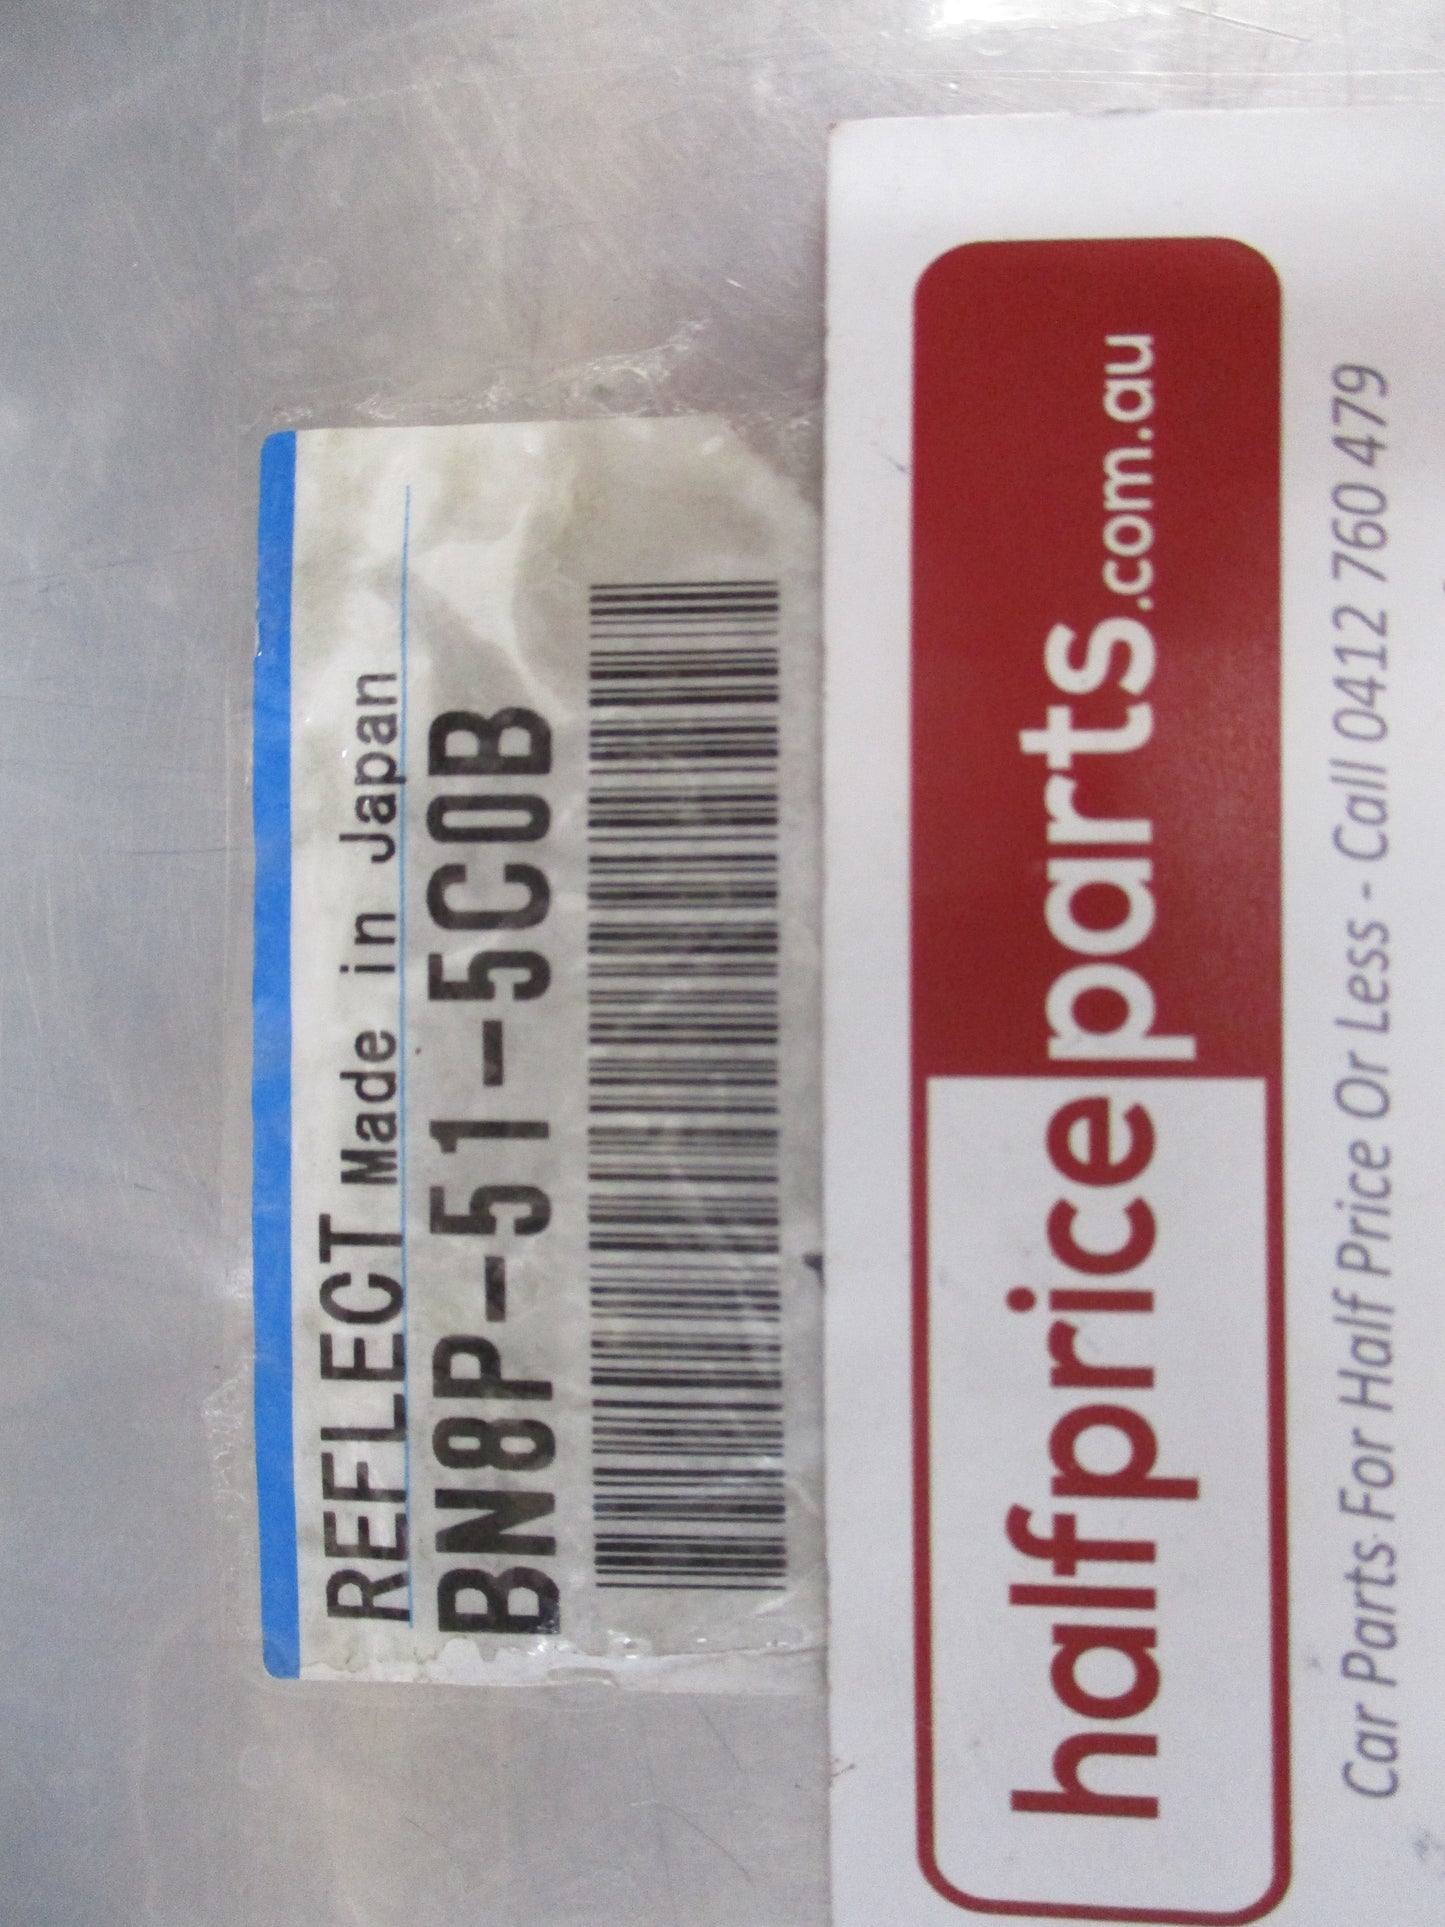 REFLECT Made in Japan
BN8P-51-5C0B
halfpriceparts.com.au
Car Parts For Half Price Or Less - Call 0412 760 479